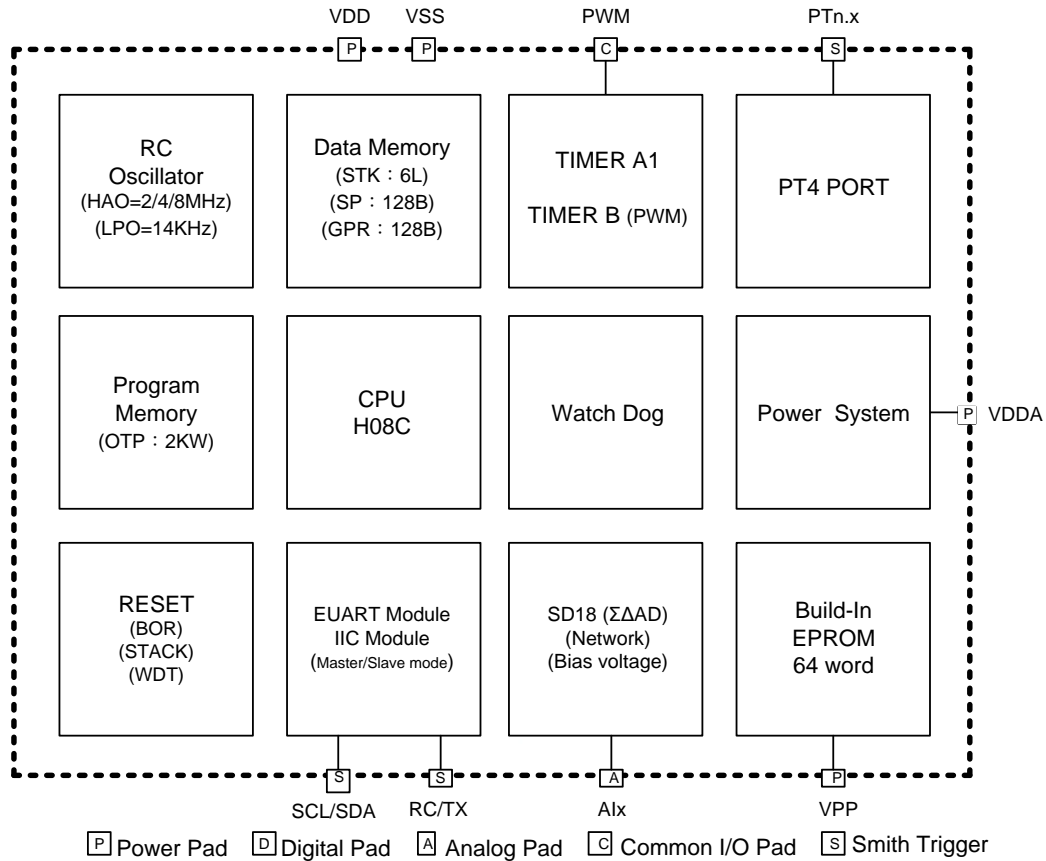 VDD VSS PWM PTn.x
P P C S
RC
Oscillator
(HAO=2/4/8MHz)
(LPO=14KHz)
Data Memory
(STK：6L)
(SP：128B)
(GPR：128B)
TIMER A1
TIMER B (PWM)
PT4 PORT
Program
Memory
(OTP：2KW)
CPU
H08C
Watch Dog
Power System
P VDDA
RESET
(BOR)
(STACK)
(WDT)
EUART Module
IIC Module
(Master/Slave mode)
SD18 (ΣΔAD)
(Network)
(Bias voltage)
Build-In
EPROM
64 word
S S A P
SCL/SDA RC/TX AIx VPP
P Power Pad D Digital Pad A Analog Pad C Common I/O Pad S Smith Trigger